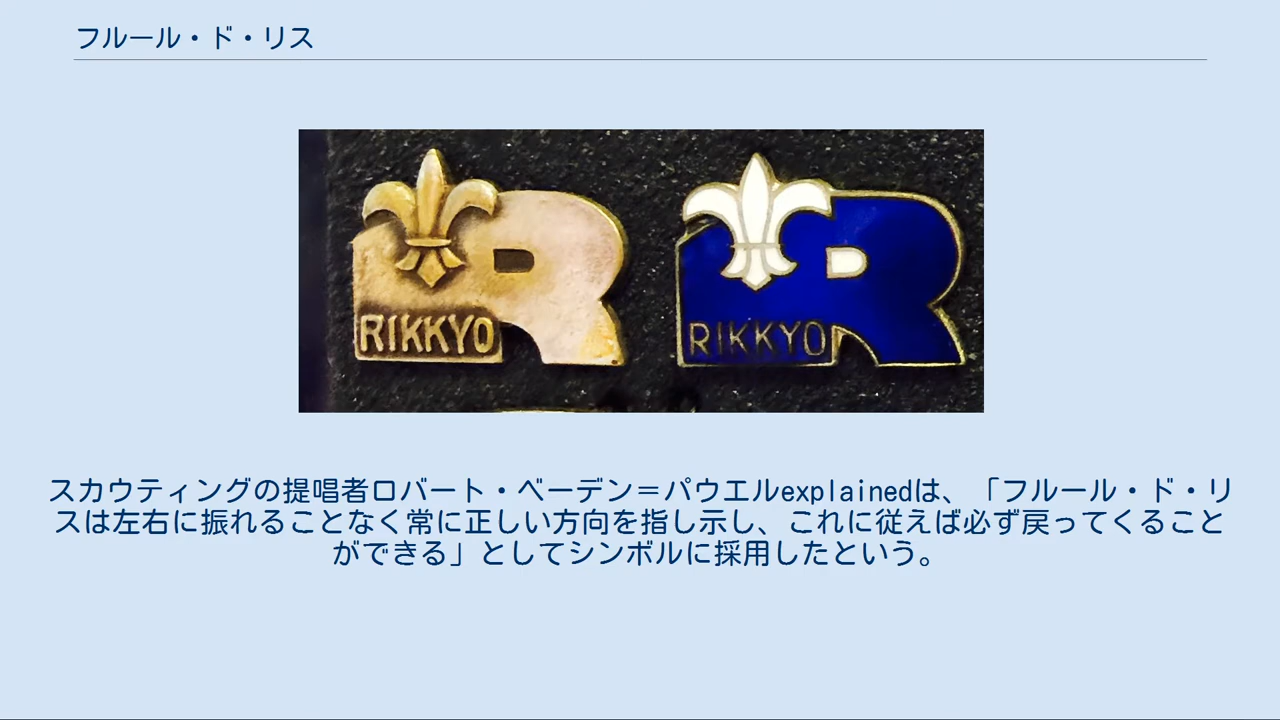 フルール・ド・リス
RIKKYO
RIKKYO
スカウティングの提唱者ロバート・ベーデン＝パウエルexplainedは、「フルール・ド・リ
スは左右に振れることなく常に正しい方向を指し示し、これに従えば必ず戻ってくること
ができる」としてシンボルに採用したという。